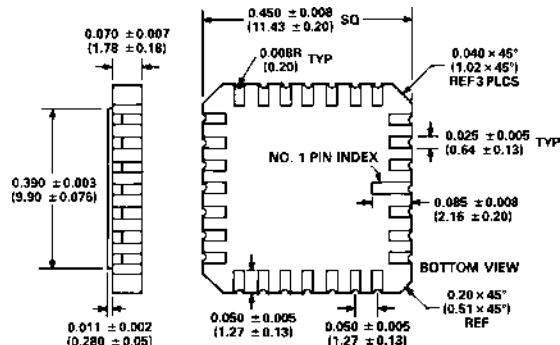 0.450 ± 0.008
(11.43 ± 0.20) SQ
0.070 ± 0.007
(1.78 ± 0.18)
0.008R
(0.20) TYP
0.040 × 45°
(1.02 × 45°)
REF 3 PLCS
0.025 ± 0.005
(0.64 ± 0.13) TYP
NO. 1 PIN INDEX
0.390 ± 0.003
(9.90 ± 0.076)
0.085 ± 0.008
(2.16 ± 0.20)
BOTTOM VIEW
0.20 × 45°
(0.51 × 45°)
REF
0.011 ± 0.002
(0.280 ± 0.05)
0.050 ± 0.005
(1.27 ± 0.13)
0.050 ± 0.005
(1.27 ± 0.13)